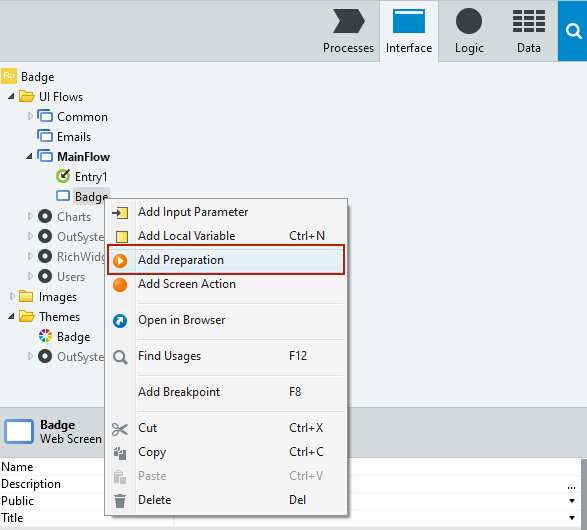 Processes Interface Logic Data
Be Badge
UI Flows
Common
Emails
MainFlow
Entry1
Badge
Add Input Parameter
Charts
Add Local Variable Ctrl+N
OutSyste
Add Preparation
RichWidg
Users
Add Screen Action
Images
Themes
Open in Browser
Badge
OutSyste
Find Usages F12
Add Breakpoint F8
Badge
Web Screen
Cut Ctrl+X
Copy Ctrl+C
Name
Paste Ctrl+V
Description ...
Public
Delete Del
Title